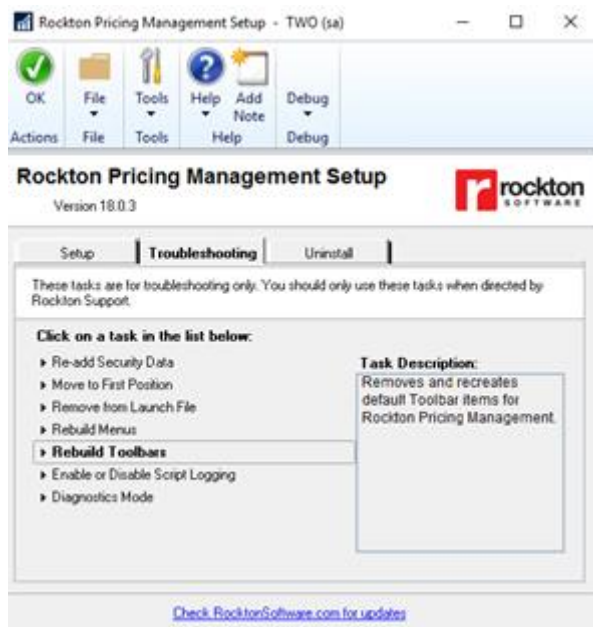 Rockton Pricing Management Setup - TWO (sa)
OK File Tools Help Add Note Debug
Actions File Tools Help Debug
Rockton Pricing Management Setup
Version 18.0.3
rockton
SOFTWARE
Setup Troubleshooting Uninstall
These tasks are for troubleshooting only. You should only use these tasks when directed by
Rockton Support.
Click on a task in the list below:
Re-add Security Data
Move to First Position
Remove from Launch File
Rebuild Menus
Rebuild Toolbars
Enable or Disable Script Logging
Diagnostics Mode
Task Description:
Removes and recreates
default Toolbar items for
Rockton Pricing Management.
Check RocktonSoftware.com for updates